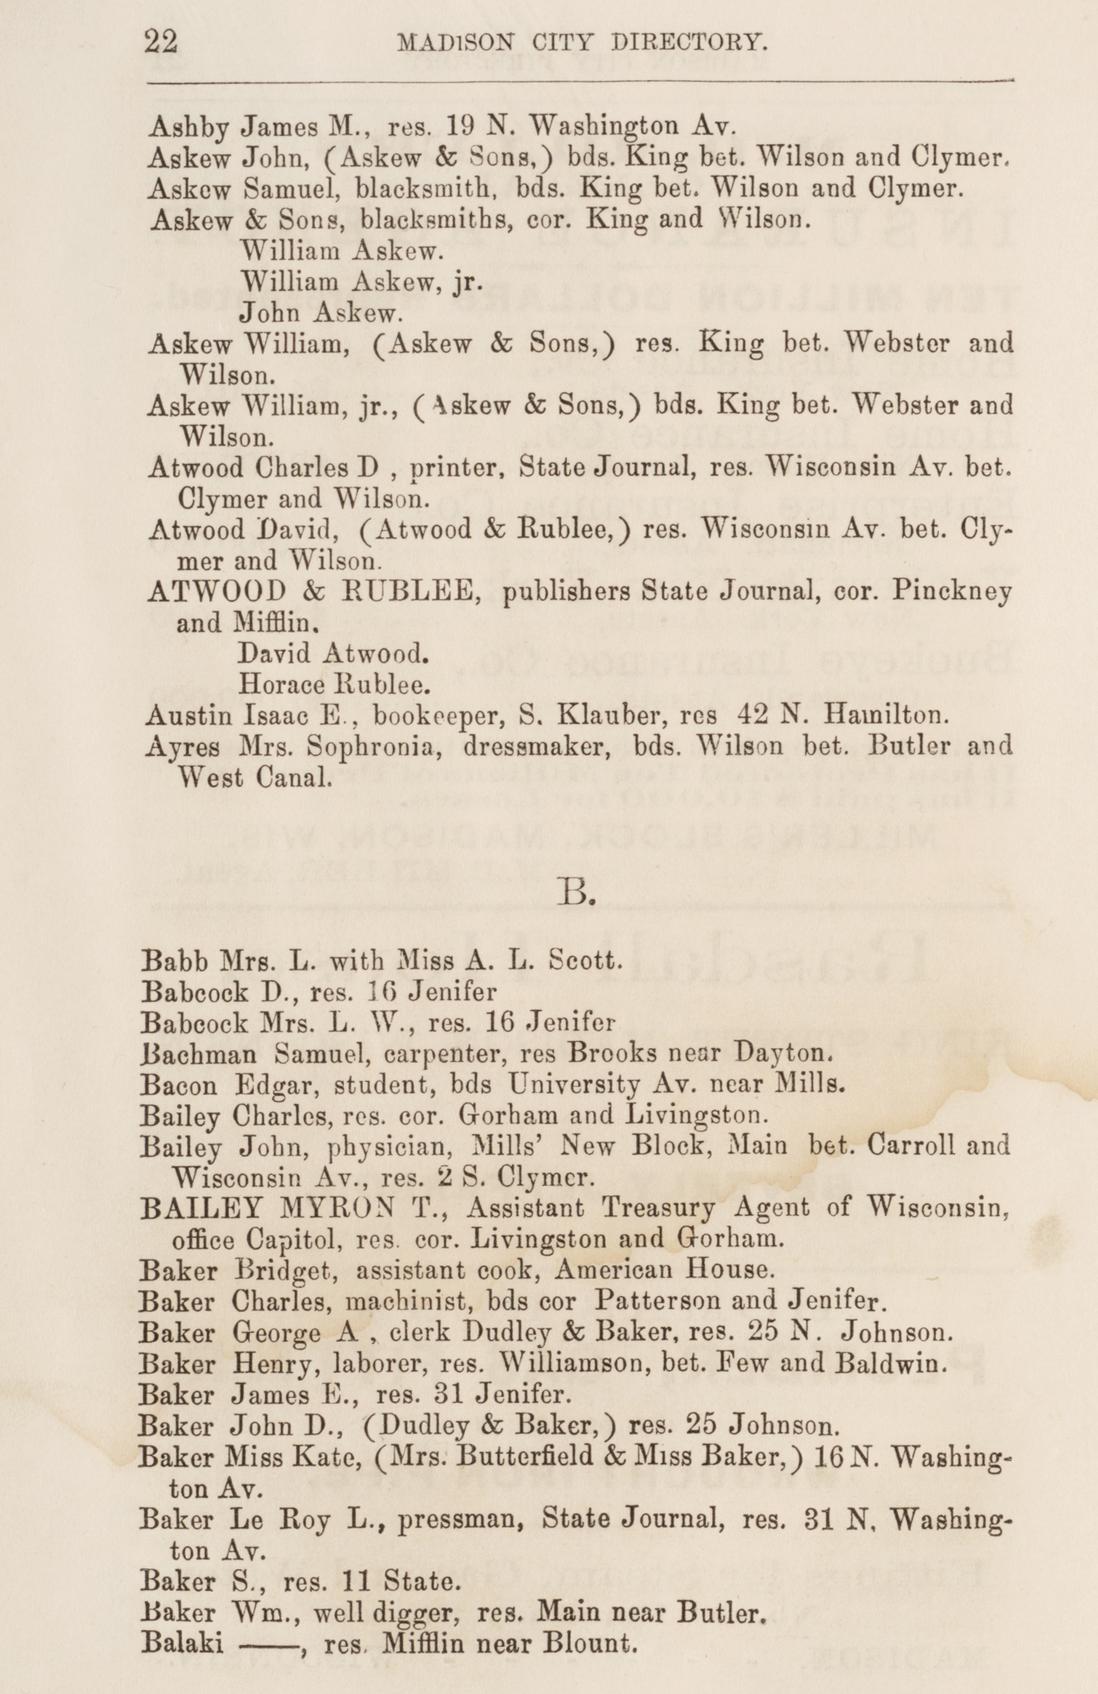 22 MADISON CITY DIRECTORY.
Ashby James M., res. 19 N. Washington Av.
Askew John, (Askew & Sons,) bds. King bet. Wilson and Clymer.
Askew Samuel, blacksmith, bds. King bet. Wilson and Clymer.
Askew & Sons, blacksmiths, cor. King and Wilson.
William Askew.
William Askew, jr.
John Askew.
Askew William, (Askew & Sons,) res. King bet. Webster and
Wilson.
Askew William, jr., (Askew & Sons,) bds. King bet. Webster and
Wilson.
Atwood Charles D , printer, State Journal, res. Wisconsin Av. bet.
Clymer and Wilson.
Atwood David, (Atwood & Rublee,) res. Wisconsin Av. bet. Cly-
mer and Wilson.
ATWOOD & RUBLEE, publishers State Journal, cor. Pinckney
and Mifflin.
David Atwood.
Horace Rublee.
Austin Isaac E., bookeeper, S. Klauber, res 42 N. Hamilton.
Ayres Mrs. Sophronia, dressmaker, bds. Wilson bet. Butler and
West Canal.
B.
Babb Mrs. L. with Miss A. L. Scott.
Babcock D., res. 16 Jenifer
Babcock Mrs. L. W., res. 16 Jenifer
Bachman Samuel, carpenter, res Brooks near Dayton.
Bacon Edgar, student, bds University Av. near Mills.
Bailey Charles, res. cor. Gorham and Livingston.
Bailey John, physician, Mills' New Block, Main bet. Carroll and
Wisconsin Av., res. 2 S. Clymer.
BAILEY MYRON T., Assistant Treasury Agent of Wisconsin,
office Capitol, res. cor. Livingston and Gorham.
Baker Bridget, assistant cook, American House.
Baker Charles, machinist, bds cor Patterson and Jenifer.
Baker George A , clerk Dudley & Baker, res. 25 N. Johnson.
Baker Henry, laborer, res. Williamson, bet. Few and Baldwin.
Baker James E., res. 31 Jenifer.
Baker John D., (Dudley & Baker,) res. 25 Johnson.
Baker Miss Kate, (Mrs. Butterfield & Miss Baker,) 16 N. Washing-
ton Av.
Baker Le Roy L., pressman, State Journal, res. 31 N. Washing-
ton Av.
Baker S., res. 11 State.
Baker Wm., well digger, res. Main near Butler.
Balaki ——, res. Mifflin near Blount.